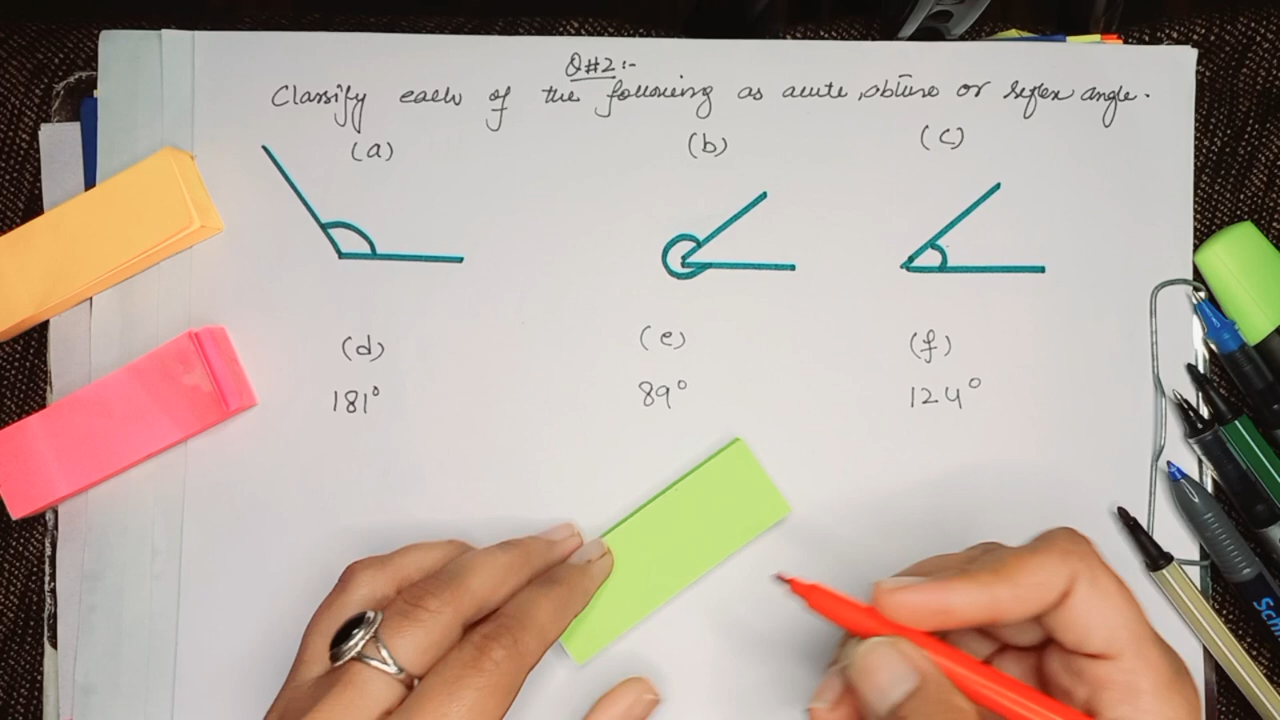 Q#2:-
Classify each of the following as acute, obtuse or reflex angle.
(a) (b) (c)
(d) (e) (f)
181° 89° 124°